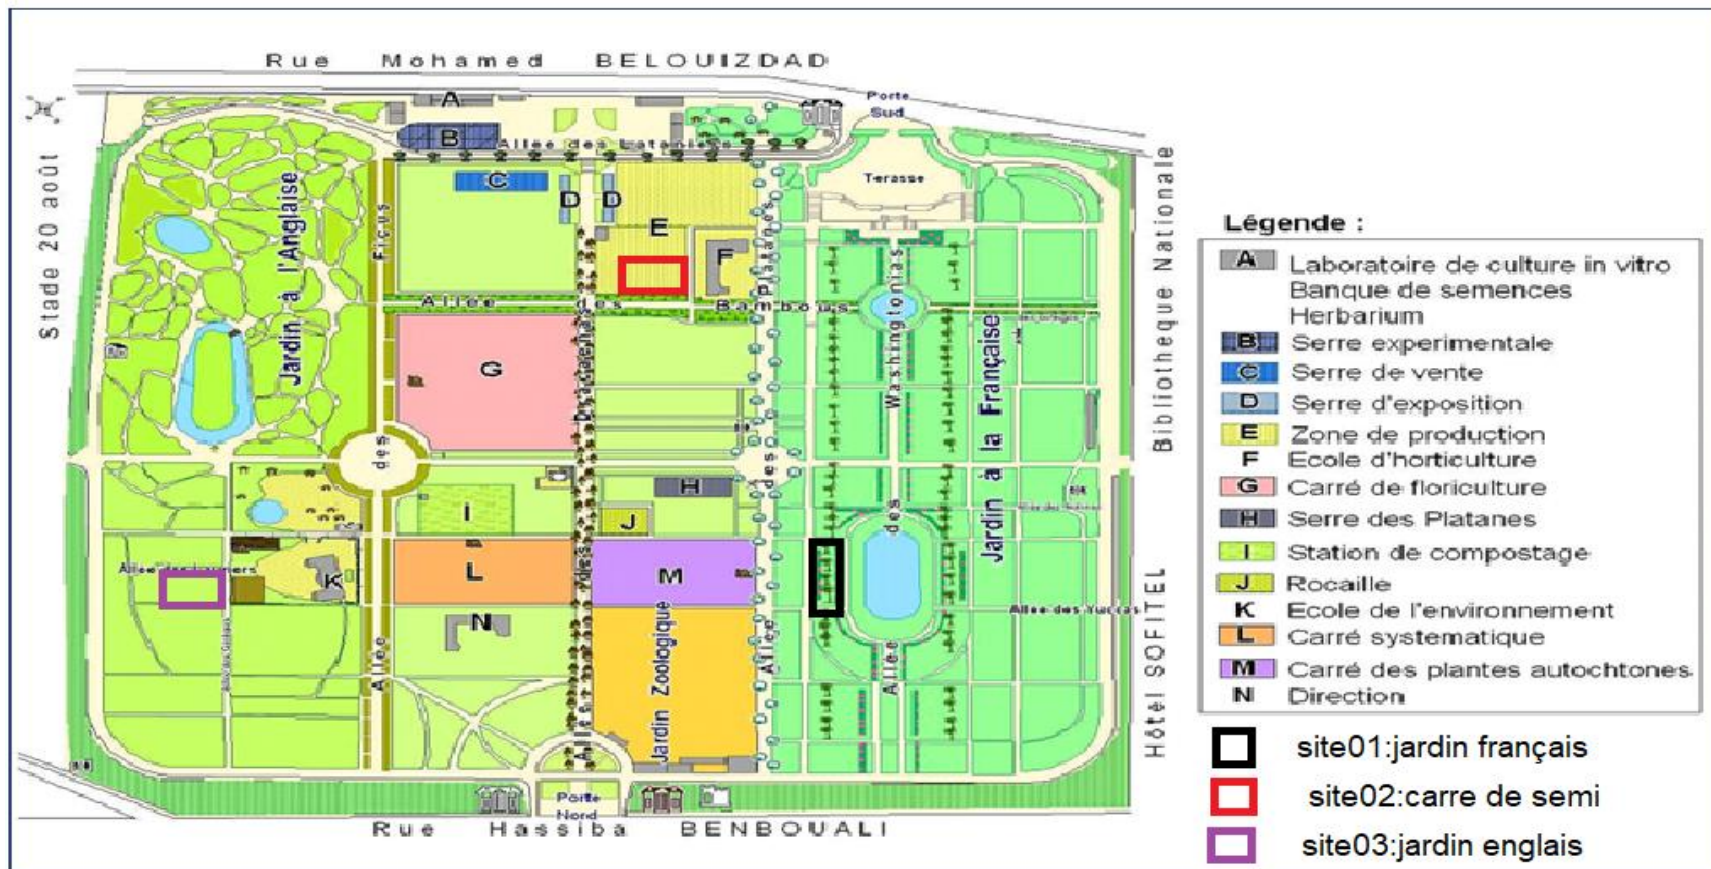 Rue Mohamed BELOUIZDAD
Porte
Sud
A
B
Allée des Lataniers
C
D
D
E
F
Terasse
Stade 20 août
Jardin à l'Anglaise
Ficus
des
Allée
Allée des Bambous
G
Allée des Dracaenas
Allée des Platanes
Allée des Washingtonias
Jardin à la Française
Bibliotheque Nationale
Hôtel SOFITEL
H
I
J
K
L
M
N
Jardin Zoologique
Allée des Yuccas
Porte
Nord
Rue Hassiba BENBOUALI
Légende :
A Laboratoire de culture in vitro
Banque de semences
Herbarium
B Serre experimentale
C Serre de vente
D Serre d'exposition
E Zone de production
F Ecole d'horticulture
G Carré de floriculture
H Serre des Platanes
I Station de compostage
J Rocaille
K Ecole de l'environnement
L Carré systematique
M Carré des plantes autochtones
N Direction
site01:jardin français
site02:carre de semi
site03:jardin englais